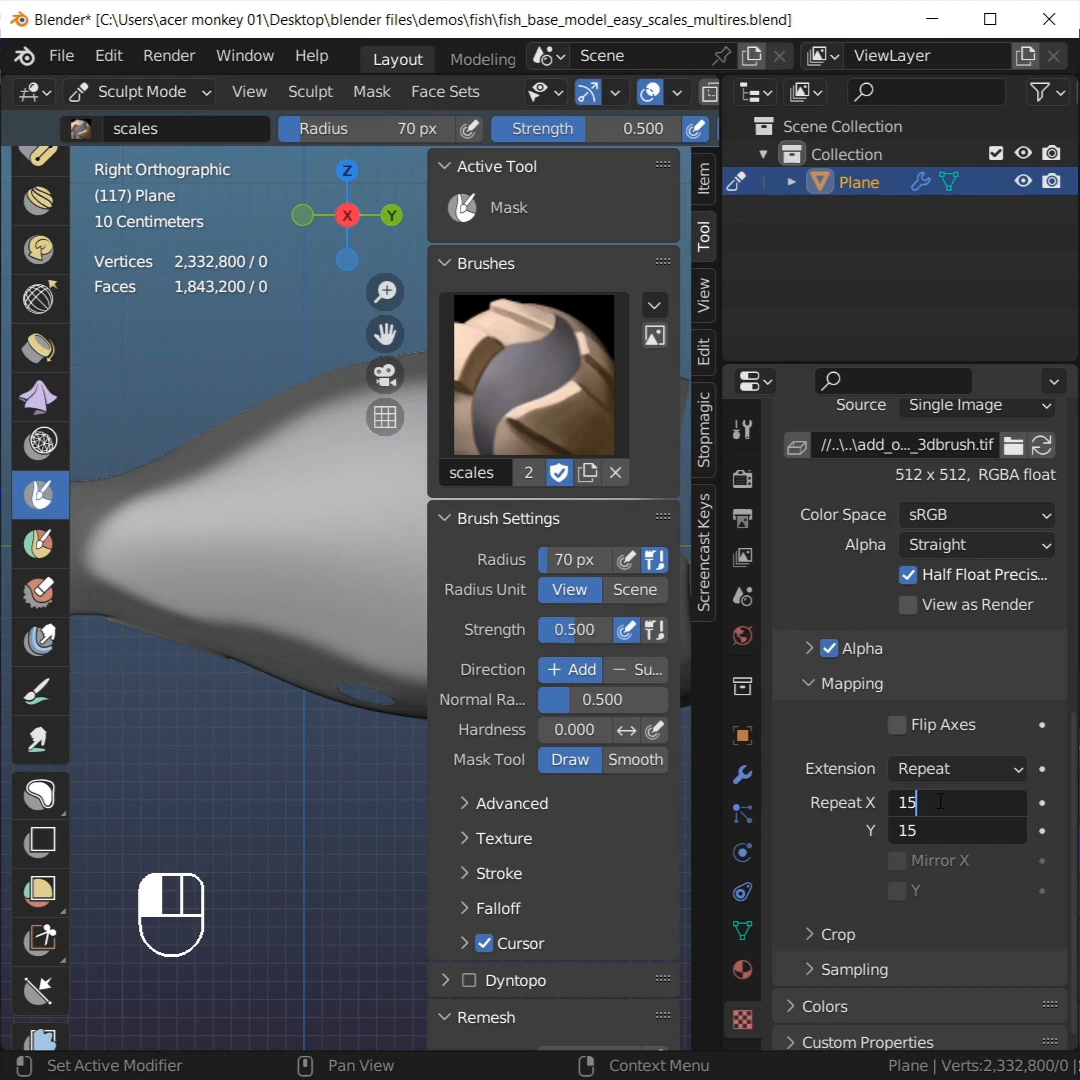 Blender* [C:\Users\acer monkey 01\Desktop\blender files\demos\fish\fish_base_model_easy_scales_multires.blend]
File Edit Render Window Help Layout Modeling Scene ViewLayer
Sculpt Mode View Sculpt Mask Face Sets
scales Radius 70 px Strength 0.500
Right Orthographic
(117) Plane
10 Centimeters
Vertices 2,332,800 / 0
Faces 1,843,200 / 0
Z
X
Y
Active Tool
Mask
Brushes
scales 2
Brush Settings
Radius 70 px
Radius Unit View Scene
Strength 0.500
Direction + Add − Su...
Normal Ra... 0.500
Hardness 0.000
Mask Tool Draw Smooth
Advanced
Texture
Stroke
Falloff
Cursor
Dyntopo
Remesh
Item
Tool
View
Edit
Stopmagic
Screencast Keys
Scene Collection
Collection
Plane
Source Single Image
//..\..\add_o..._3dbrush.tif
512 x 512, RGBA float
Color Space sRGB
Alpha Straight
Half Float Precis...
View as Render
Alpha
Mapping
Flip Axes
Extension Repeat
Repeat X 15
Y 15
Mirror X
Y
Crop
Sampling
Colors
Custom Properties
Set Active Modifier Pan View Context Menu Plane | Verts:2,332,800/0 |